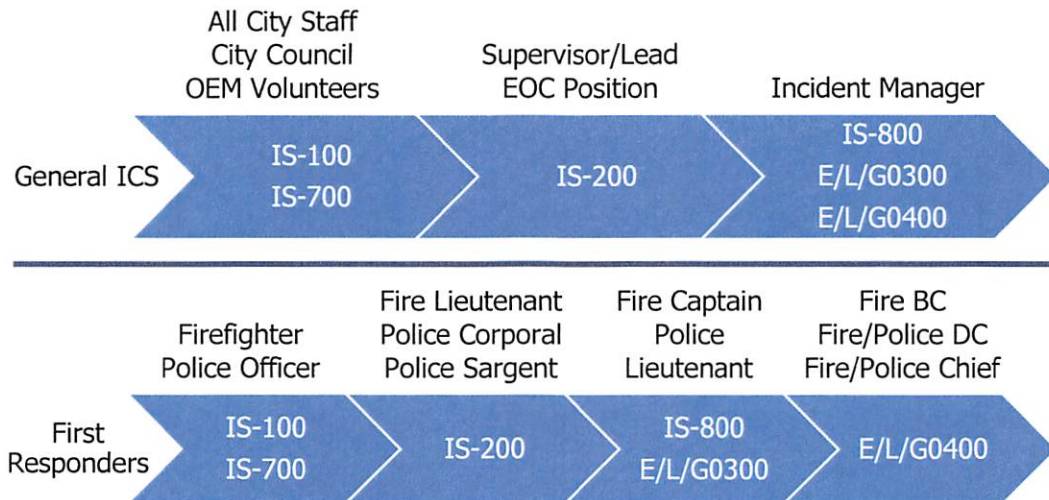 All City Staff
City Council
OEM Volunteers
Supervisor/Lead
EOC Position
Incident Manager
General ICS
IS-100
IS-700
IS-200
IS-800
E/L/G0300
E/L/G0400
Firefighter
Police Officer
Fire Lieutenant
Police Corporal
Police Sargent
Fire Captain
Police
Lieutenant
Fire BC
Fire/Police DC
Fire/Police Chief
First
Responders
IS-100
IS-700
IS-200
IS-800
E/L/G0300
E/L/G0400